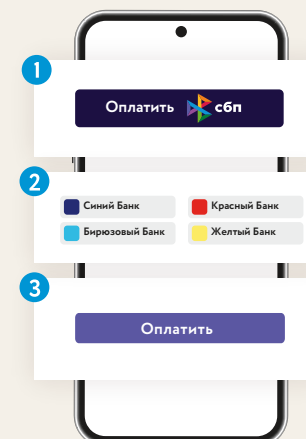 1
Оплатить сбп
2
Синий Банк Красный Банк
Бирюзовый Банк Желтый Банк
3
Оплатить